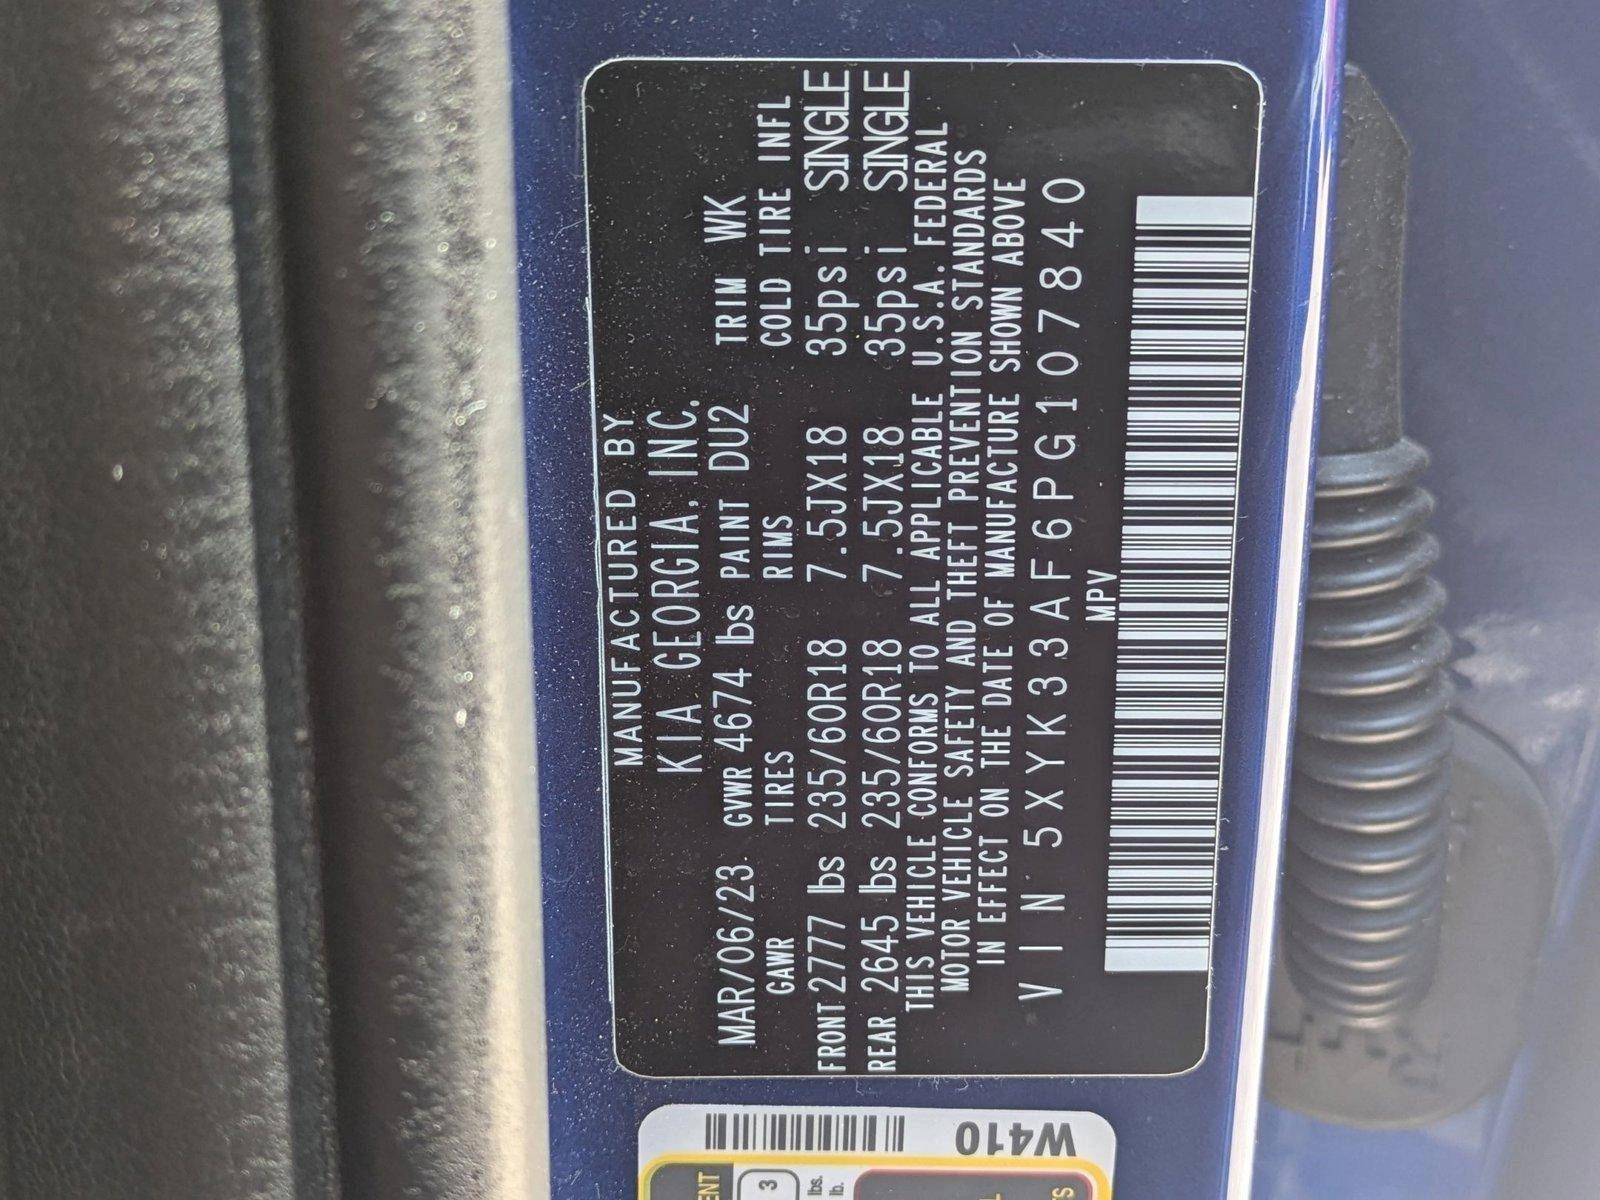 MANUFACTURED BY
KIA GEORGIA, INC.
MAR/06/23 GVWR 4674 lbs PAINT DU2 TRIM WK
GAWR TIRES RIMS COLD TIRE INFL
FRONT 2777 lbs 235/60R18 7.5JX18 35psi SINGLE
REAR 2645 lbs 235/60R18 7.5JX18 35psi SINGLE
THIS VEHICLE CONFORMS TO ALL APPLICABLE U.S.A. FEDERAL
MOTOR VEHICLE SAFETY AND THEFT PREVENTION STANDARDS
IN EFFECT ON THE DATE OF MANUFACTURE SHOWN ABOVE
VIN 5XYK33AF6PG107840
MPV
W410
3
lbs.
lb.